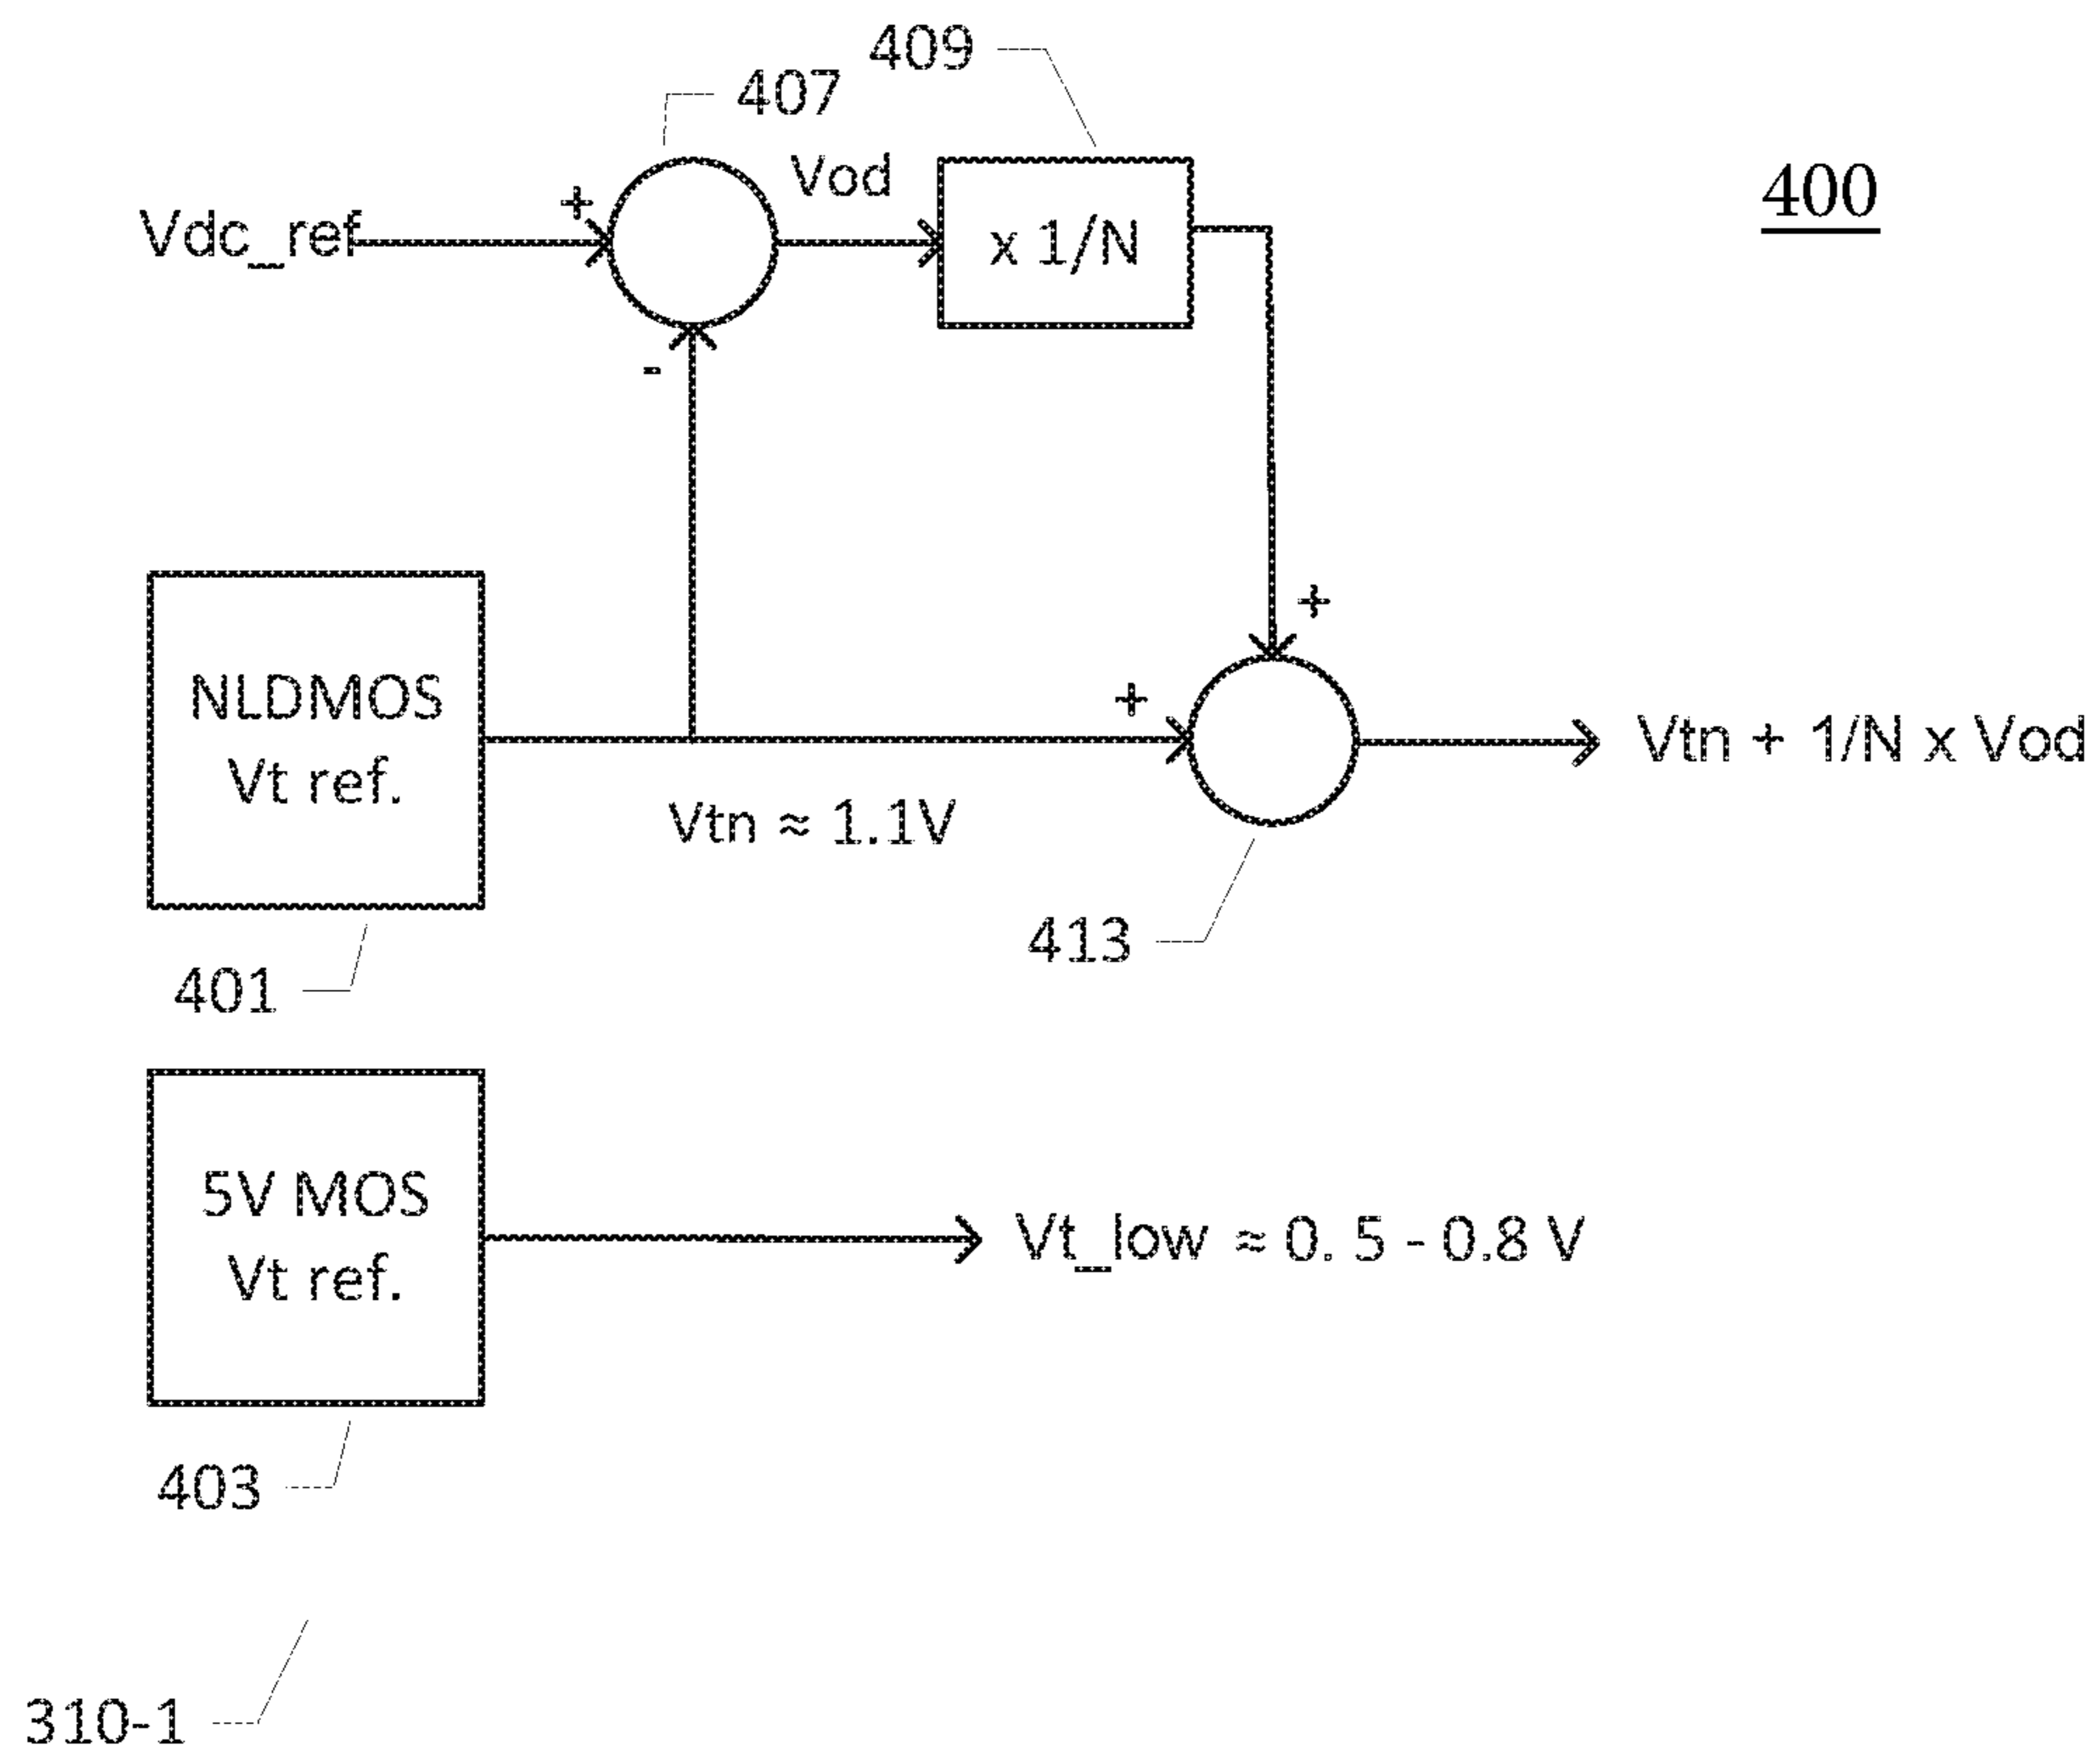 409
407
Vod
400
+
Vdc_ref
x 1/N
-
+
NLDMOS
Vt ref.
+
Vtn + 1/N x Vod
Vtn ≈ 1.1V
413
401
5V MOS
Vt ref.
Vt_low ≈ 0. 5 - 0.8 V
403
310-1